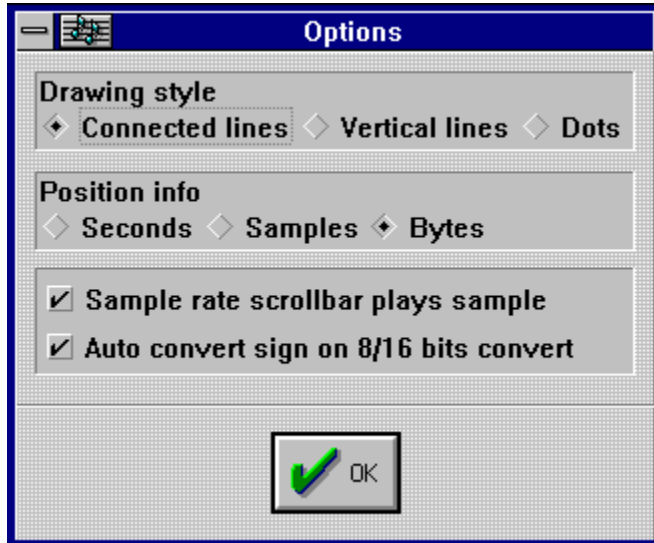 Options
Drawing style
Connected lines Vertical lines Dots
Position info
Seconds Samples Bytes
Sample rate scrollbar plays sample
Auto convert sign on 8/16 bits convert
OK